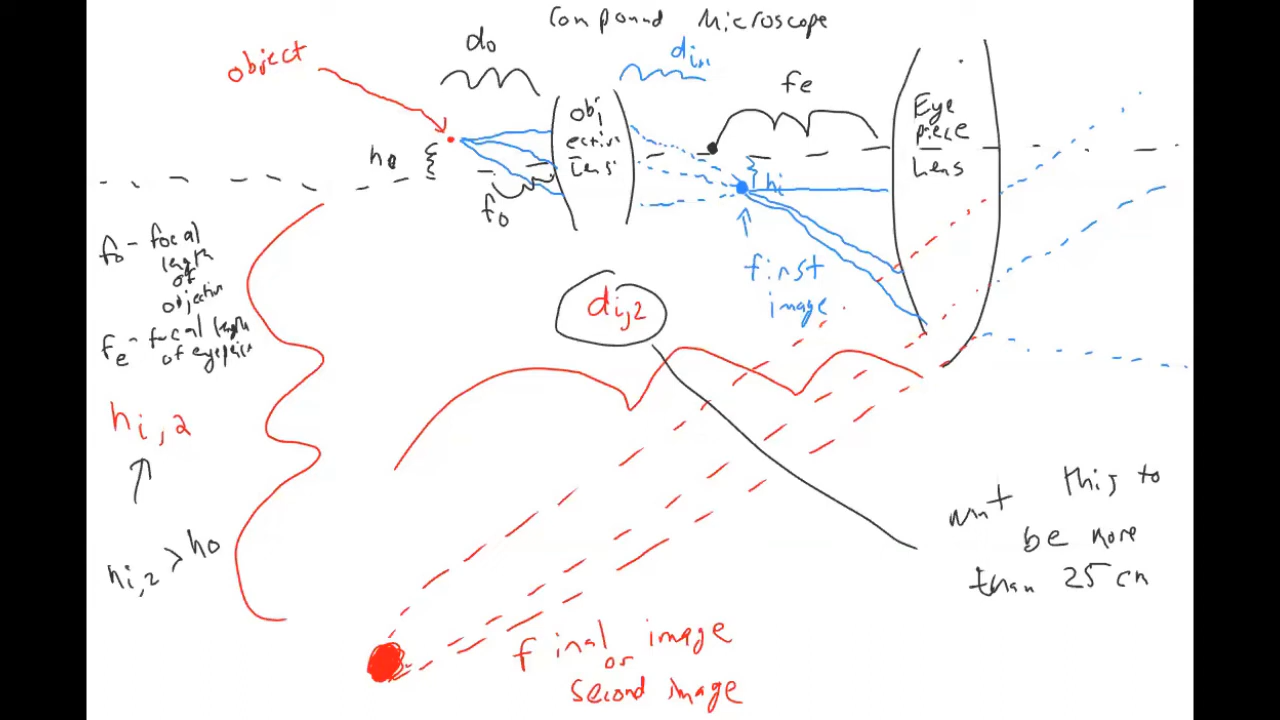 Compound Microscope
object
do
di,1
fe
ho
fo
Objective
Lens
Eye
piece
Lens
hi
first
image
fo - focal
length
of
objective
fe - focal length
of eyepiece
di,2
hi,2
hi,2 > ho
want this to
be more
than 25 cm
final image
or
second image